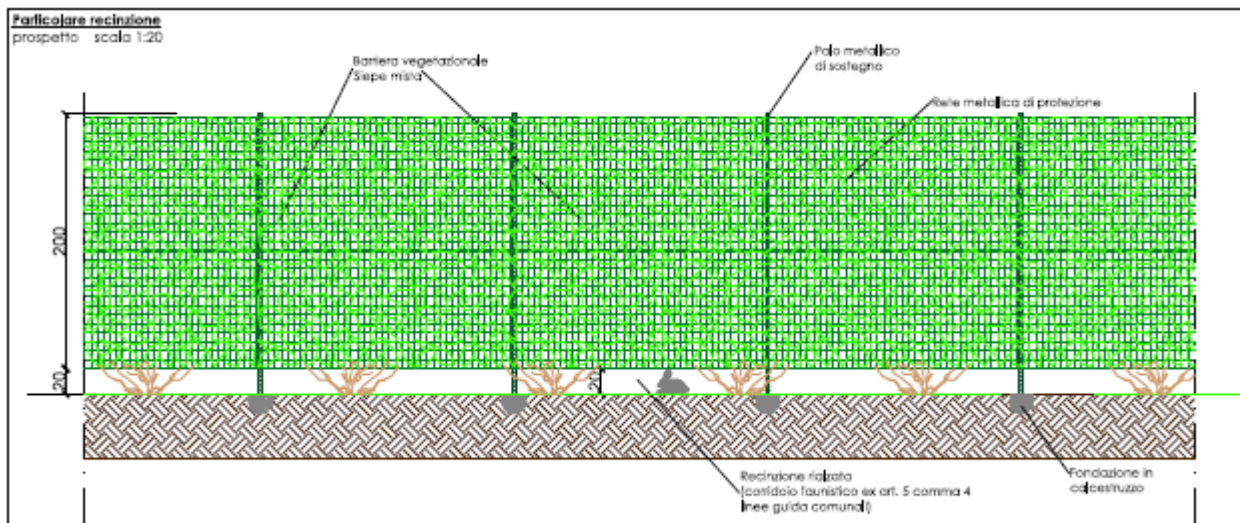 Particolare recinzione
prospetto scala 1:20
Barriera vegetazionale
Siepe mista
Palo metallico
di sostegno
Rete metallica di protezione
200
20
20
Recinzione rialzata
(corridoio faunistico ex art. 5 comma 4
linee guida comunali)
Fondazione in
calcestruzzo